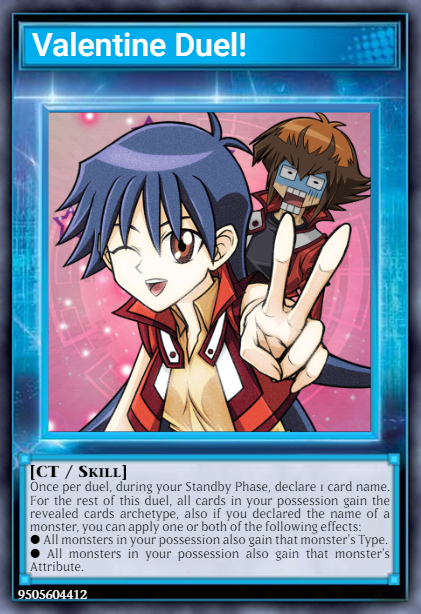 Valentine Duel!
[CT / Skill]
Once per duel, during your Standby Phase, declare 1 card name.
For the rest of this duel, all cards in your possession gain the
revealed cards archetype, also if you declared the name of a
monster, you can apply one or both of the following effects:
● All monsters in your possession also gain that monster's Type.
● All monsters in your possession also gain that monster's
Attribute.
9505604412